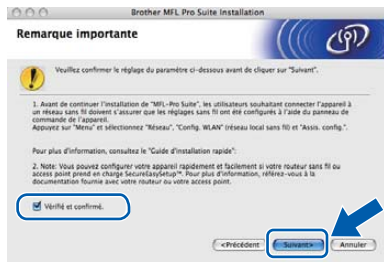 Brother MFL Pro Suite Installation
Remarque importante
Veuillez confirmer le réglage du paramètre ci-dessous avant de cliquer sur "Suivant".
1. Avant de continuer l'installation de "MFL-Pro Suite", les utilisateurs souhaitant connecter l'appareil à
un réseau sans fil doivent s'assurer que les réglages sans fil ont été configurés à l'aide du panneau de
commande de l'appareil.
Appuyez sur "Menu" et sélectionnez "Réseau", "Config. WLAN" (réseau local sans fil) et "Assis. config.".
Pour plus d'information, consultez le "Guide d'installation rapide":
2. Note: Vous pouvez configurer votre appareil rapidement et facilement si votre routeur sans fil ou
access point prend en charge SecureEasySetup™. Pour plus d'information, référez-vous à la
documentation fournie avec votre routeur ou votre access point.
Vérifié et confirmé.
<Précédent Suivant> Annuler